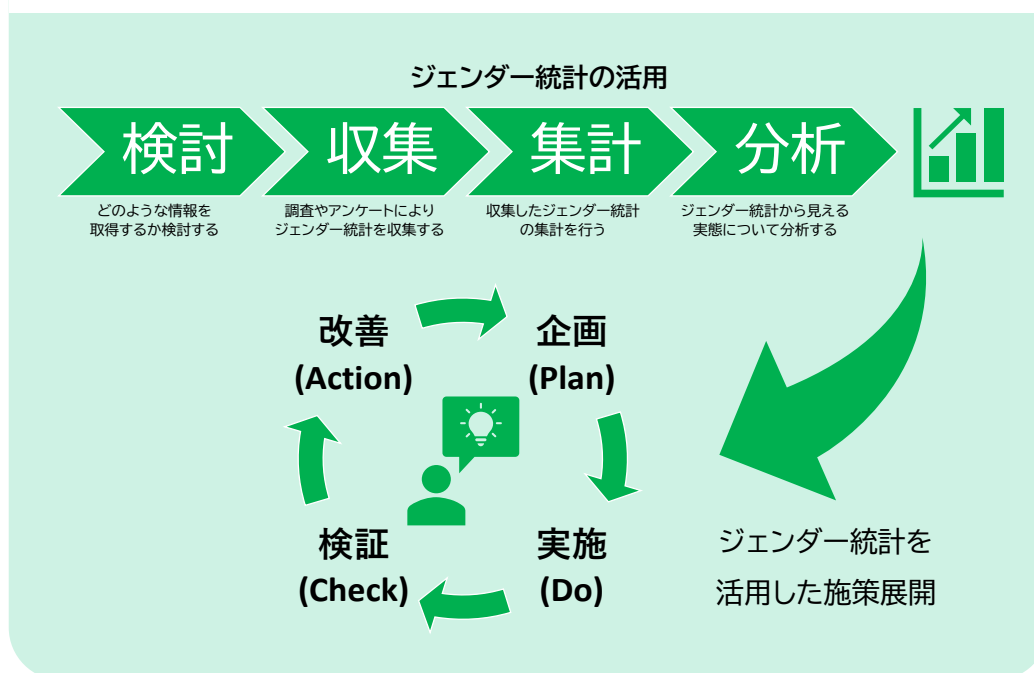 ジェンダー統計の活用
検討
収集
集計
分析
どのような情報を
取得するか検討する
調査やアンケートにより
ジェンダー統計を収集する
収集したジェンダー統計
の集計を行う
ジェンダー統計から見える
実態について分析する
改善
(Action)
企画
(Plan)
検証
(Check)
実施
(Do)
ジェンダー統計を
活用した施策展開